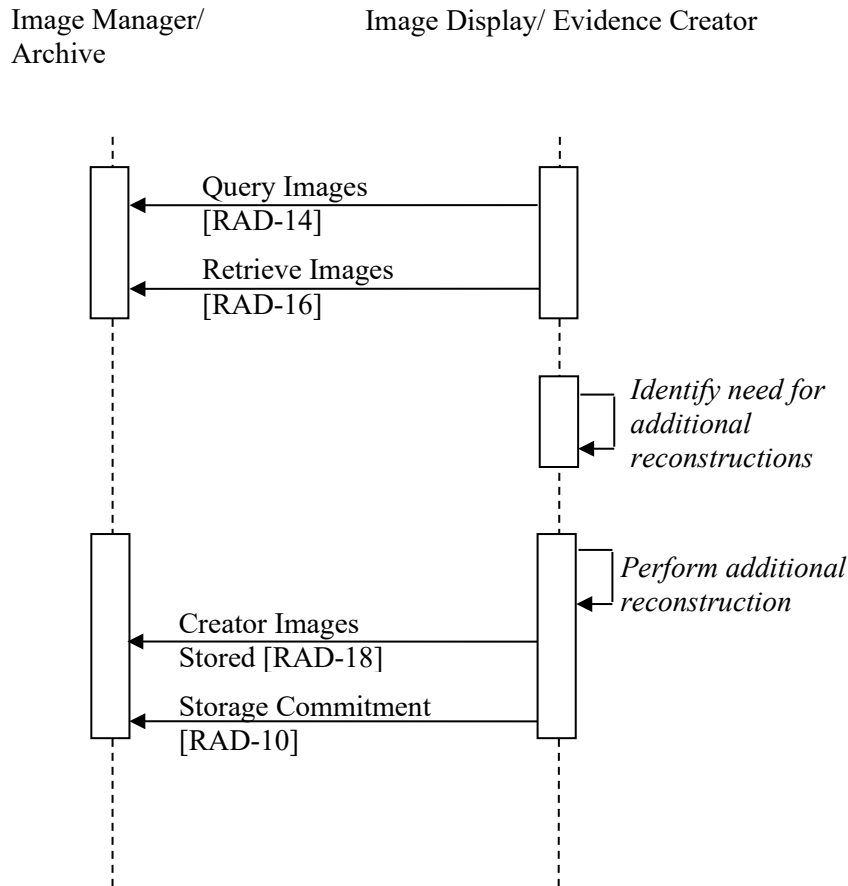 Image Manager/
Archive
Image Display/ Evidence Creator
Query Images
[RAD-14]
Retrieve Images
[RAD-16]
Identify need for
additional
reconstructions
Perform additional
reconstruction
Creator Images
Stored [RAD-18]
Storage Commitment
[RAD-10]